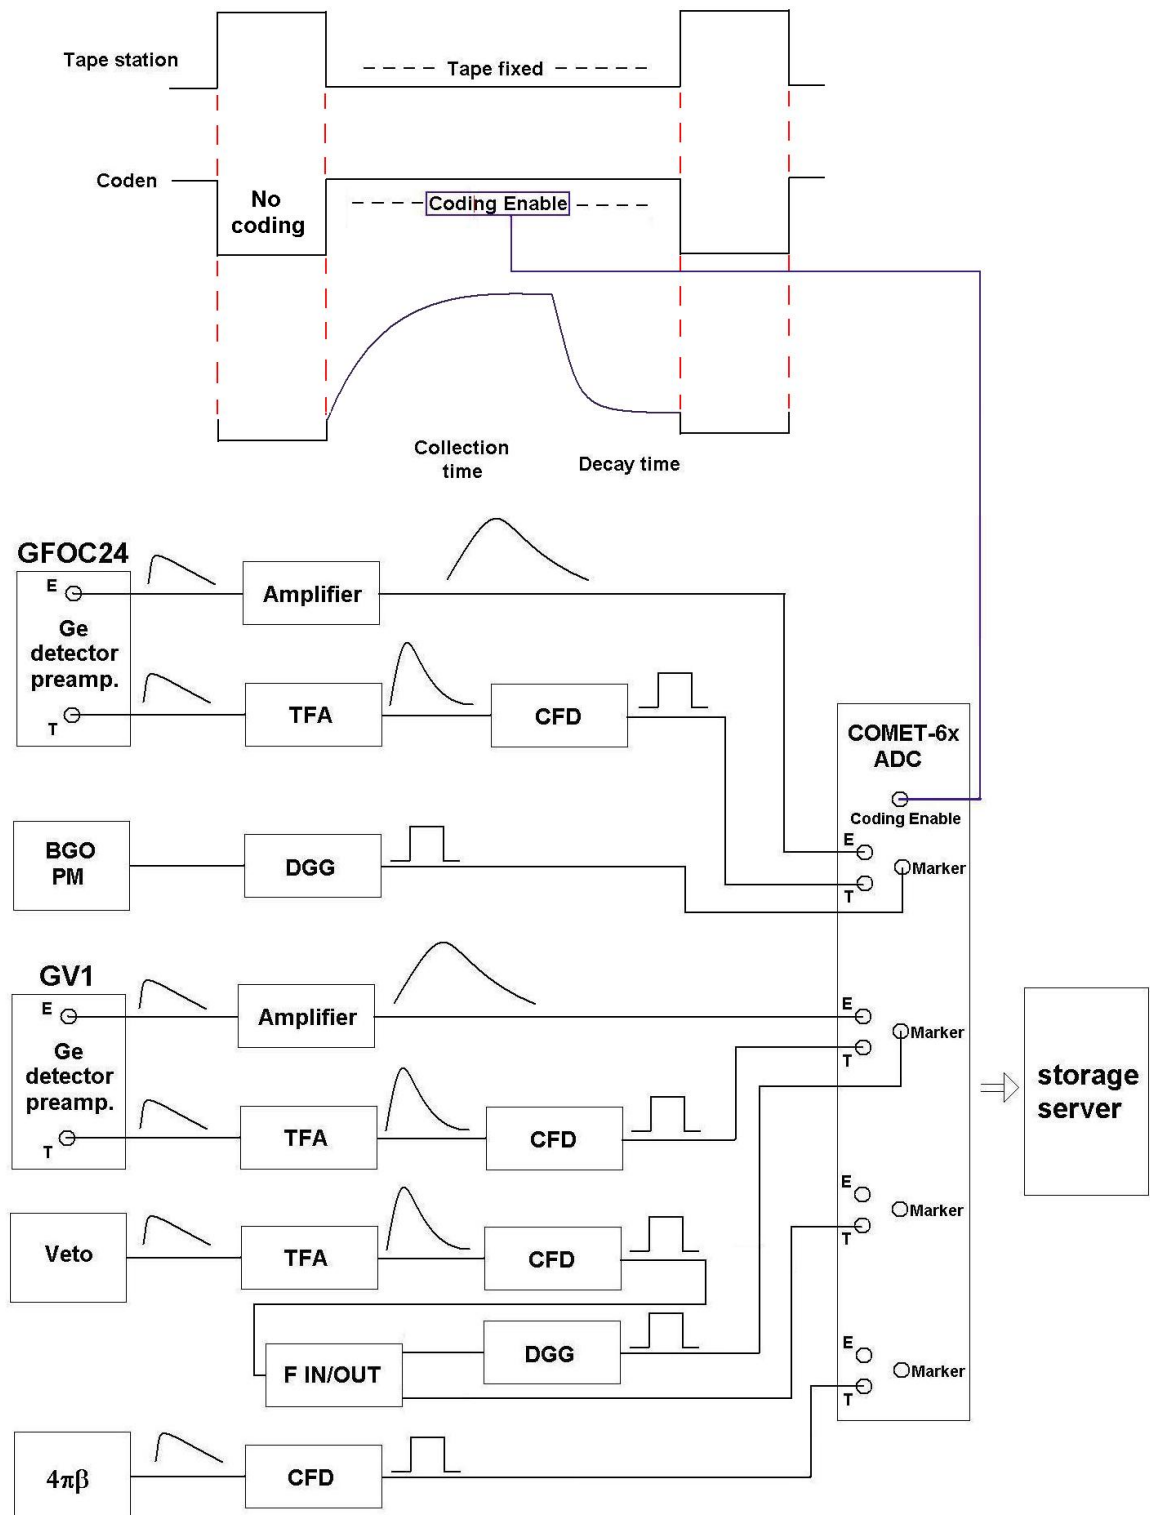 Tape station
Tape fixed
Coden
No
coding
Coding Enable
Collection
time
Decay time
GFOC24
E
Ge
detector
preamp.
T
Amplifier
TFA
CFD
COMET-6x
ADC
Coding Enable
E
Marker
T
BGO
PM
DGG
GV1
E
Ge
detector
preamp.
T
Amplifier
E
Marker
T
TFA
CFD
storage
server
Veto
TFA
CFD
E
Marker
T
F IN/OUT
DGG
E
Marker
T
4πβ
CFD